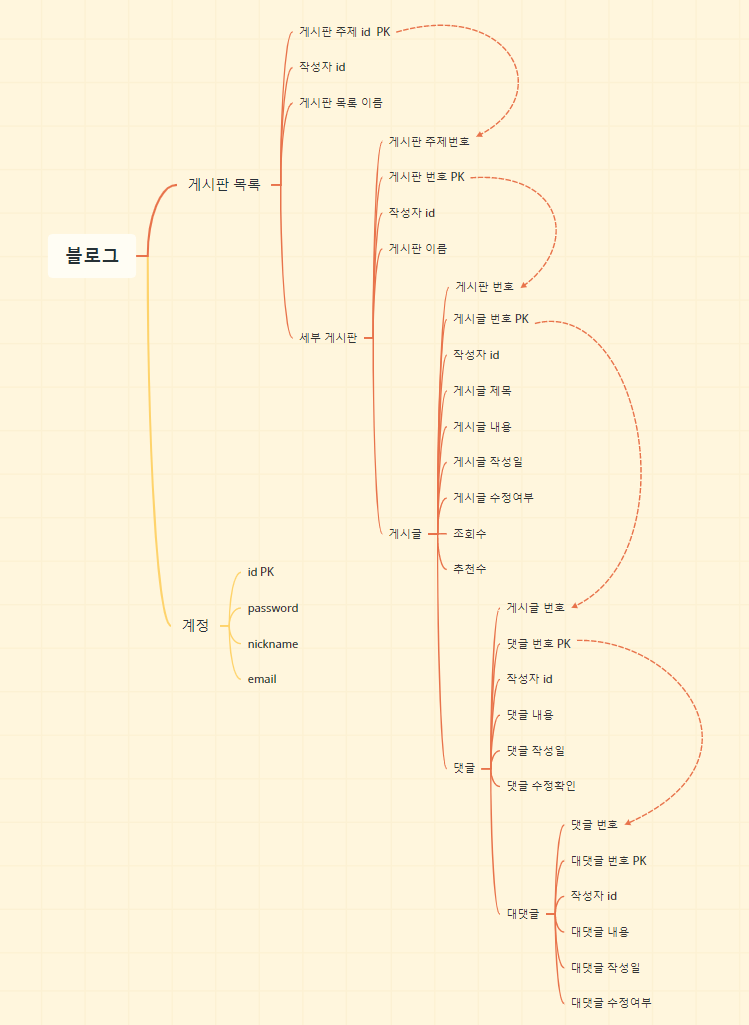 블로그
게시판 목록
게시판 주제 id  PK
작성자 id
게시판 목록 이름
세부 게시판
게시판 주제번호
게시판 번호 PK
작성자 id
게시판 이름
게시글
게시판 번호
게시글 번호 PK
작성자 id
게시글 제목
게시글 내용
게시글 작성일
게시글 수정여부
조회수
추천수
댓글
게시글 번호
댓글 번호 PK
작성자 id
댓글 내용
댓글 작성일
댓글 수정확인
대댓글
댓글 번호
대댓글 번호 PK
작성자 id
대댓글 내용
대댓글 작성일
대댓글 수정여부
계정
id PK
password
nickname
email